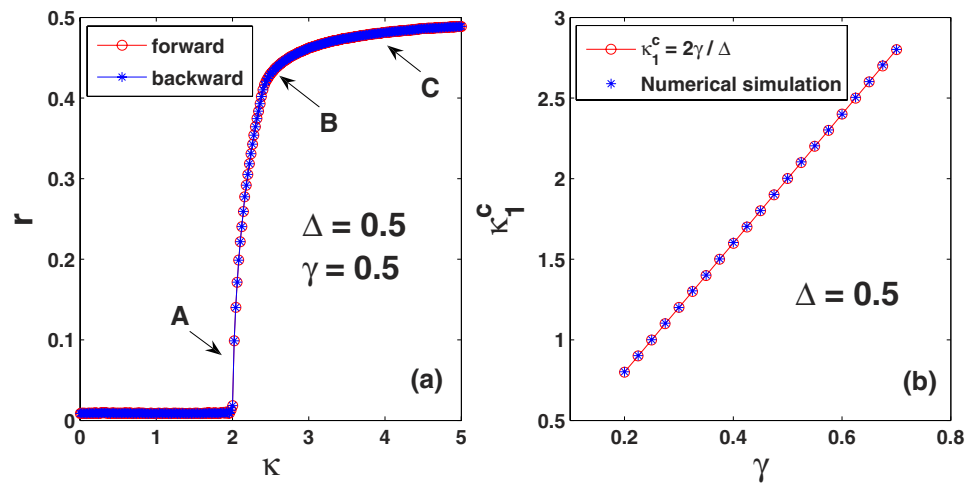 0.5
0.4
0.3
0.2
0.1
0
r
forward
backward
A
B
C
Δ = 0.5
γ = 0.5
(a)
0 1 2 3 4 5
κ
3
2.5
2
1.5
1
0.5
κ₁ᶜ
κ₁ᶜ = 2γ / Δ
Numerical simulation
Δ = 0.5
(b)
0.2 0.4 0.6 0.8
γ